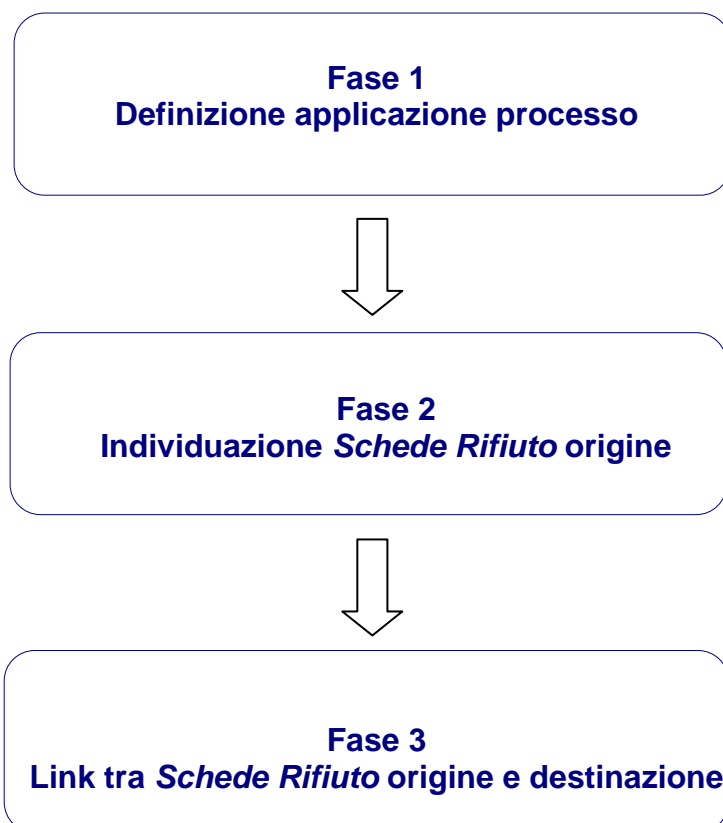 Fase 1
Definizione applicazione processo
Fase 2
Individuazione Schede Rifiuto origine
Fase 3
Link tra Schede Rifiuto origine e destinazione